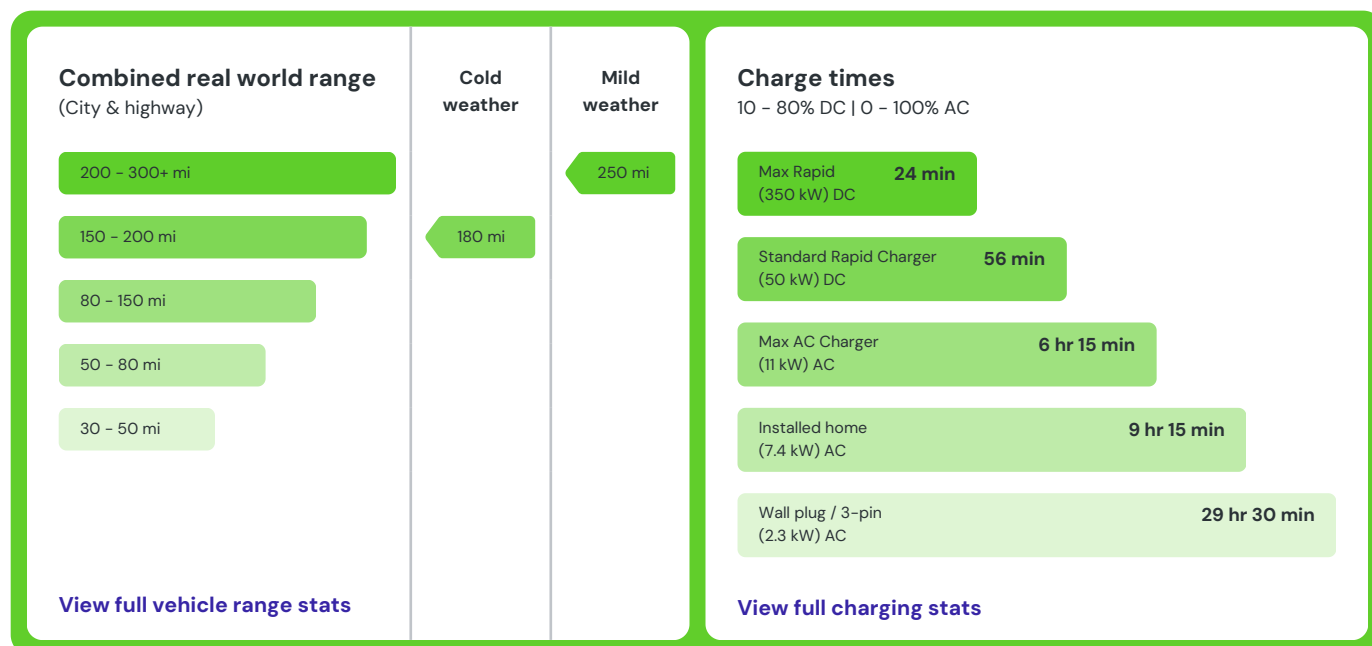 Combined real world range
(City & highway)
Cold
weather
Mild
weather
200 - 300+ mi
250 mi
150 - 200 mi
180 mi
80 - 150 mi
50 - 80 mi
30 - 50 mi
View full vehicle range stats
Charge times
10 - 80% DC | 0 - 100% AC
Max Rapid
(350 kW) DC
24 min
Standard Rapid Charger
(50 kW) DC
56 min
Max AC Charger
(11 kW) AC
6 hr 15 min
Installed home
(7.4 kW) AC
9 hr 15 min
Wall plug / 3-pin
(2.3 kW) AC
29 hr 30 min
View full charging stats